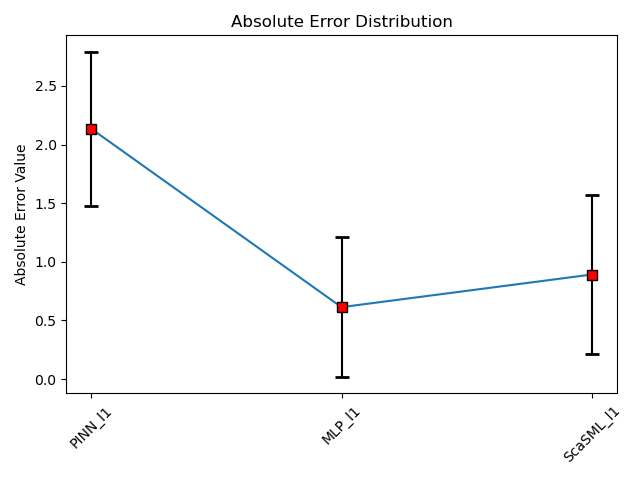 Absolute Error Distribution
Absolute Error Value
2.5
2.0
1.5
1.0
0.5
0.0
PINN_l1
MLP_l1
ScaSML_l1